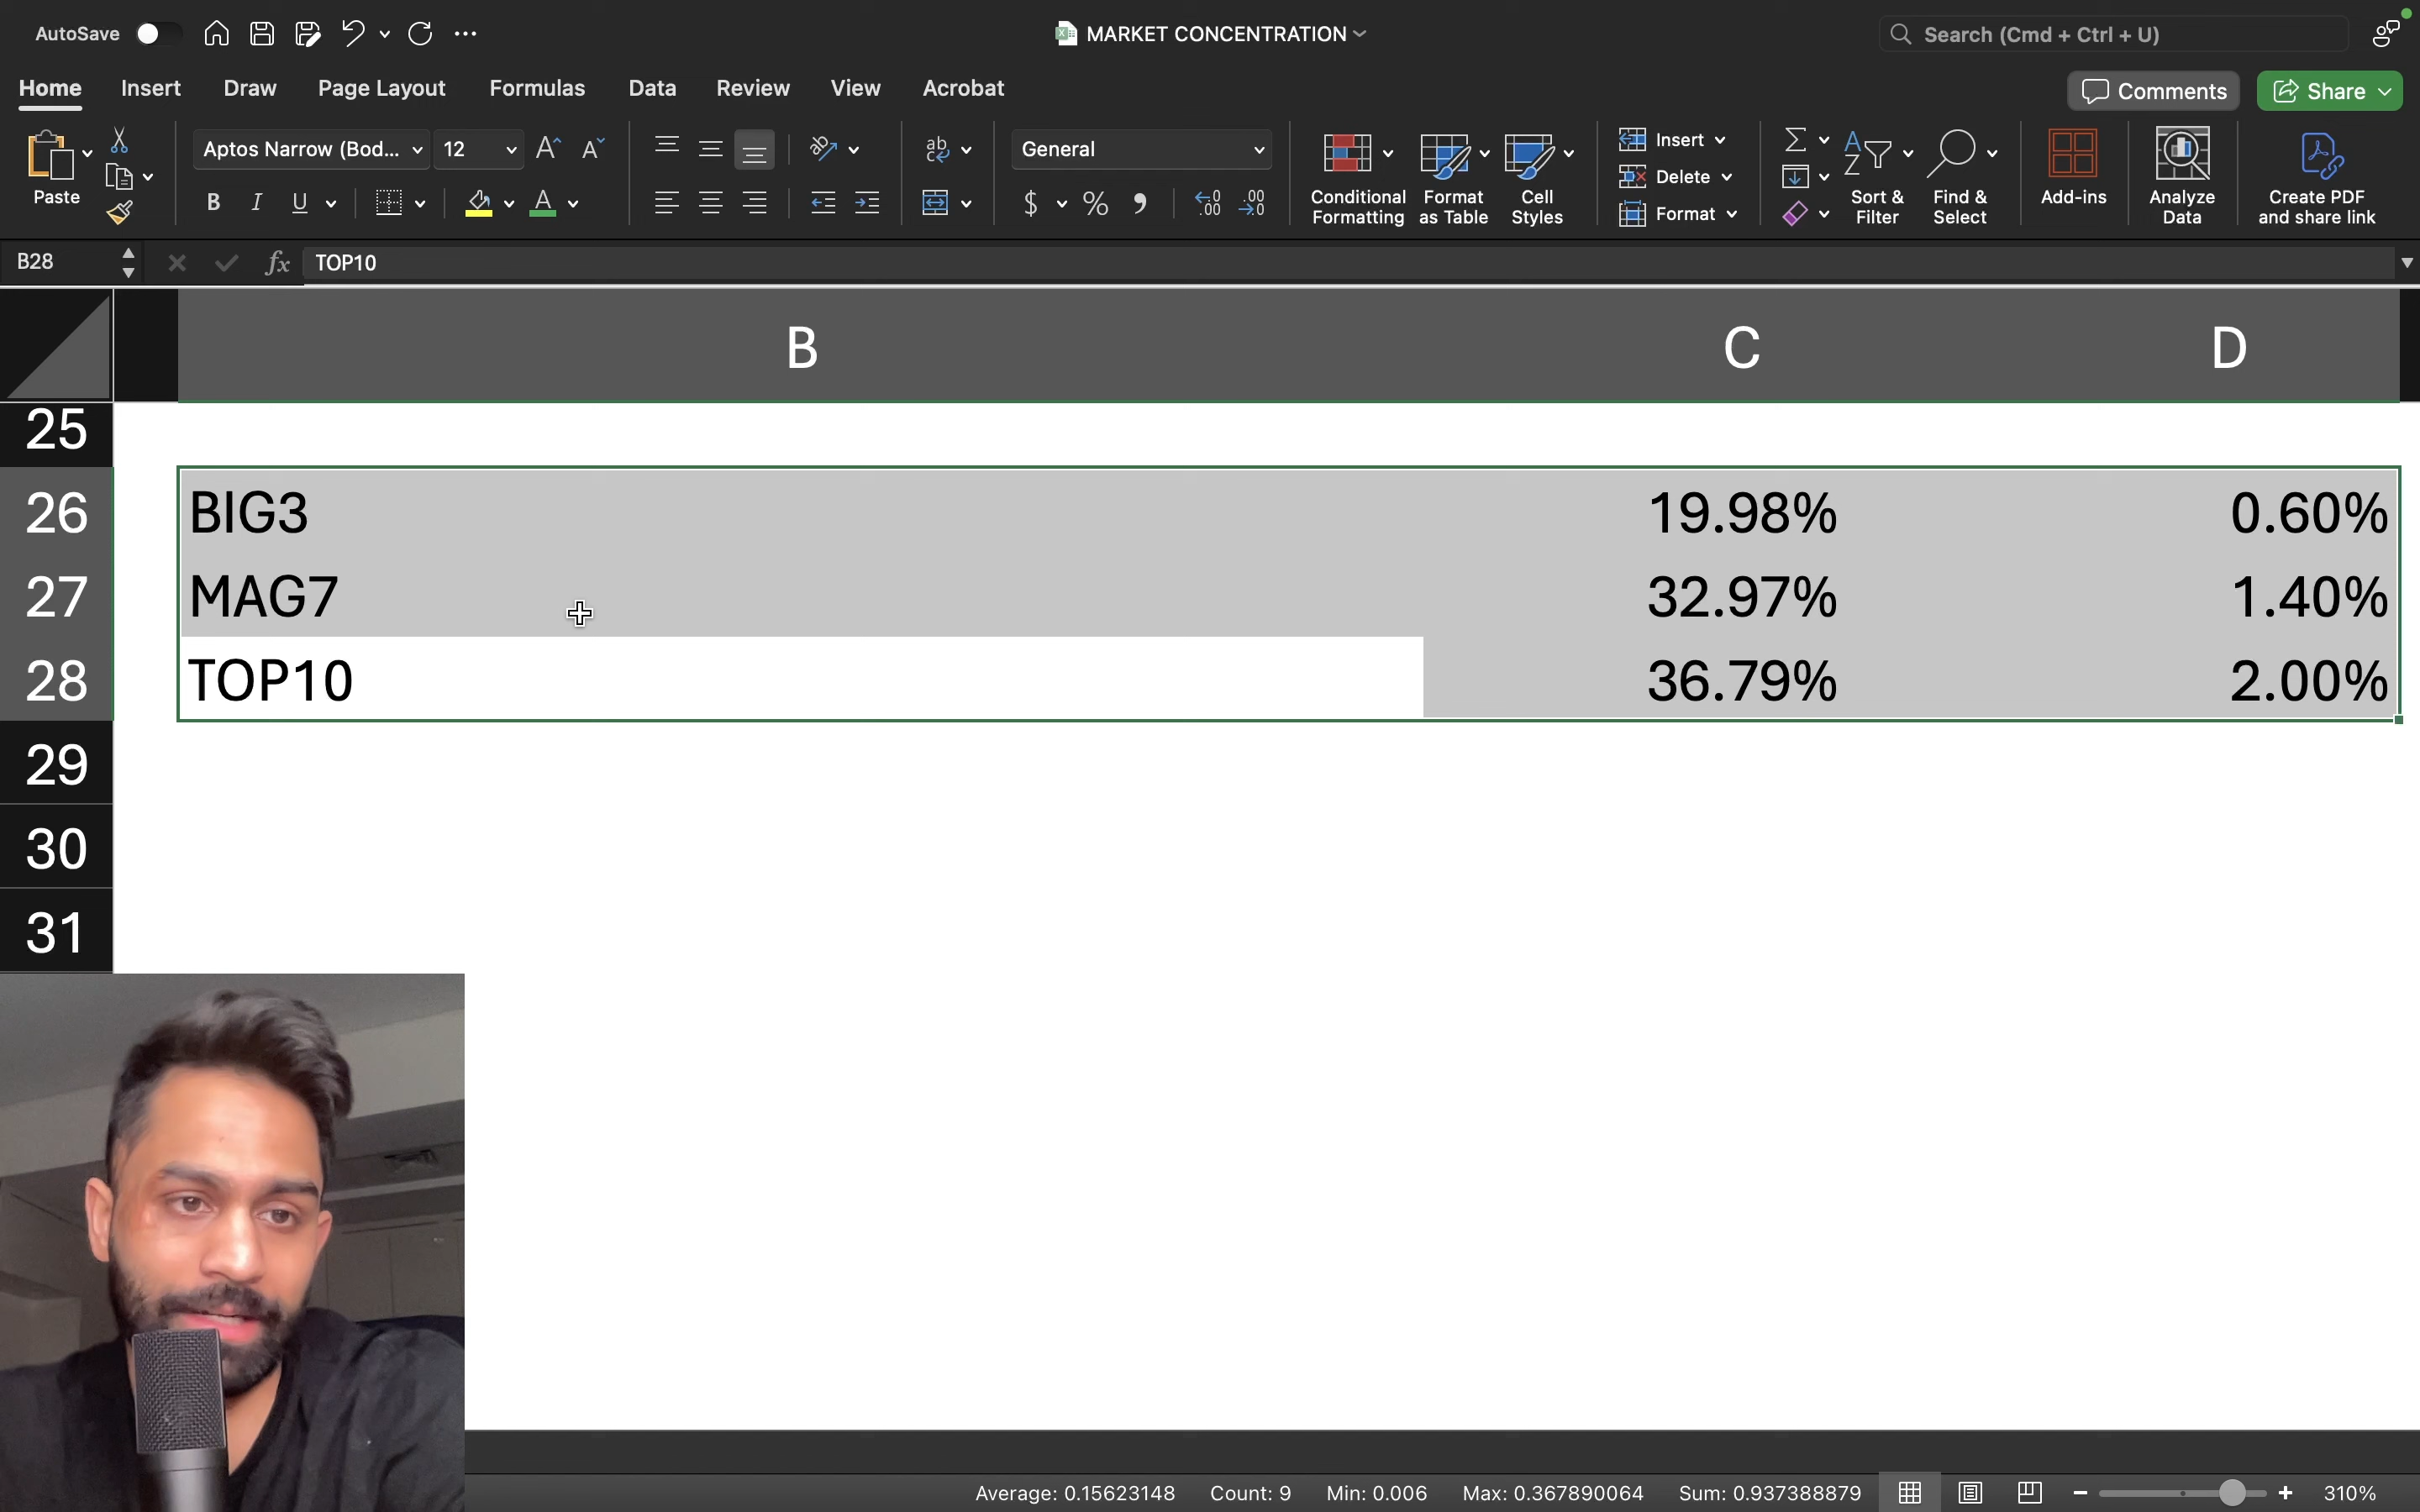 AutoSave
MARKET CONCENTRATION
Search (Cmd + Ctrl + U)
Home Insert Draw Page Layout Formulas Data Review View Acrobat
Comments Share
Paste
Aptos Narrow (Bod... 12
General
B I U
$ %
Conditional Formatting
Format as Table
Cell Styles
Insert
Delete
Format
Sort & Filter
Find & Select
Add-ins
Analyze Data
Create PDF and share link
B28 fx TOP10
B C D
25
26 BIG3 19.98% 0.60%
27 MAG7 32.97% 1.40%
28 TOP10 36.79% 2.00%
29
30
31
Average: 0.15623148 Count: 9 Min: 0.006 Max: 0.367890064 Sum: 0.937388879 310%